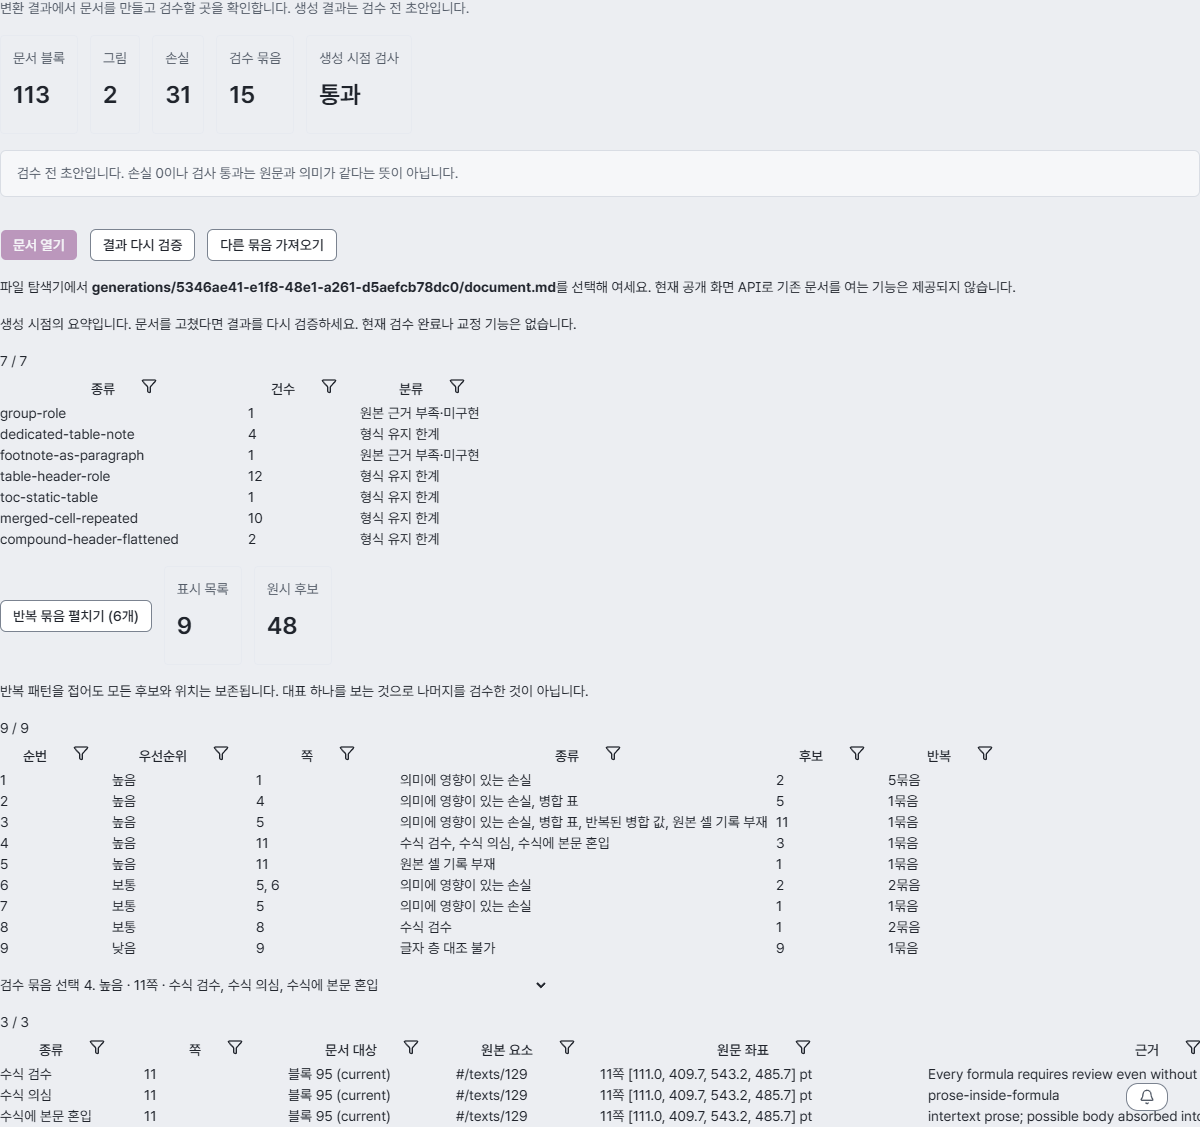 변환 결과에서 문서를 만들고 검수할 곳을 확인합니다. 생성 결과는 검수 전 초안입니다.
문서 블록 그림 손실 검수 묶음 생성 시점 검사
113 2 31 15 통과
검수 전 초안입니다. 손실 0이나 검사 통과는 원문과 의미가 같다는 뜻이 아닙니다.
문서 열기 결과 다시 검증 다른 묶음 가져오기
파일 탐색기에서 generations/5346ae41-e1f8-48e1-a261-d5aefcb78dc0/document.md를 선택해 여세요. 현재 공개 화면 API로 기존 문서를 여는 기능은 제공되지 않습니다.
생성 시점의 요약입니다. 문서를 고쳤다면 결과를 다시 검증하세요. 현재 검수 완료나 교정 기능은 없습니다.
7 / 7
종류 건수 분류
group-role 1 원본 근거 부족·미구현
dedicated-table-note 4 형식 유지 한계
footnote-as-paragraph 1 원본 근거 부족·미구현
table-header-role 12 형식 유지 한계
toc-static-table 1 형식 유지 한계
merged-cell-repeated 10 형식 유지 한계
compound-header-flattened 2 형식 유지 한계
반복 묶음 펼치기 (6개)
표시 목록 원시 후보
9 48
반복 패턴을 접어도 모든 후보와 위치는 보존됩니다. 대표 하나를 보는 것으로 나머지를 검수한 것이 아닙니다.
9 / 9
순번 우선순위 쪽 종류 후보 반복
1 높음 1 의미에 영향이 있는 손실 2 5묶음
2 높음 4 의미에 영향이 있는 손실, 병합 표 5 1묶음
3 높음 5 의미에 영향이 있는 손실, 병합 표, 반복된 병합 값, 원본 셀 기록 부재 11 1묶음
4 높음 11 수식 검수, 수식 의심, 수식에 본문 혼입 3 1묶음
5 높음 11 원본 셀 기록 부재 1 1묶음
6 보통 5, 6 의미에 영향이 있는 손실 2 2묶음
7 보통 5 의미에 영향이 있는 손실 1 1묶음
8 보통 8 수식 검수 1 2묶음
9 낮음 9 글자 층 대조 불가 9 1묶음
검수 묶음 선택 4. 높음 · 11쪽 · 수식 검수, 수식 의심, 수식에 본문 혼입
3 / 3
종류 쪽 문서 대상 원본 요소 원문 좌표 근거
수식 검수 11 블록 95 (current) #/texts/129 11쪽 [111.0, 409.7, 543.2, 485.7] pt Every formula requires review even without
수식 의심 11 블록 95 (current) #/texts/129 11쪽 [111.0, 409.7, 543.2, 485.7] pt prose-inside-formula
수식에 본문 혼입 11 블록 95 (current) #/texts/129 11쪽 [111.0, 409.7, 543.2, 485.7] pt intertext prose; possible body absorbed